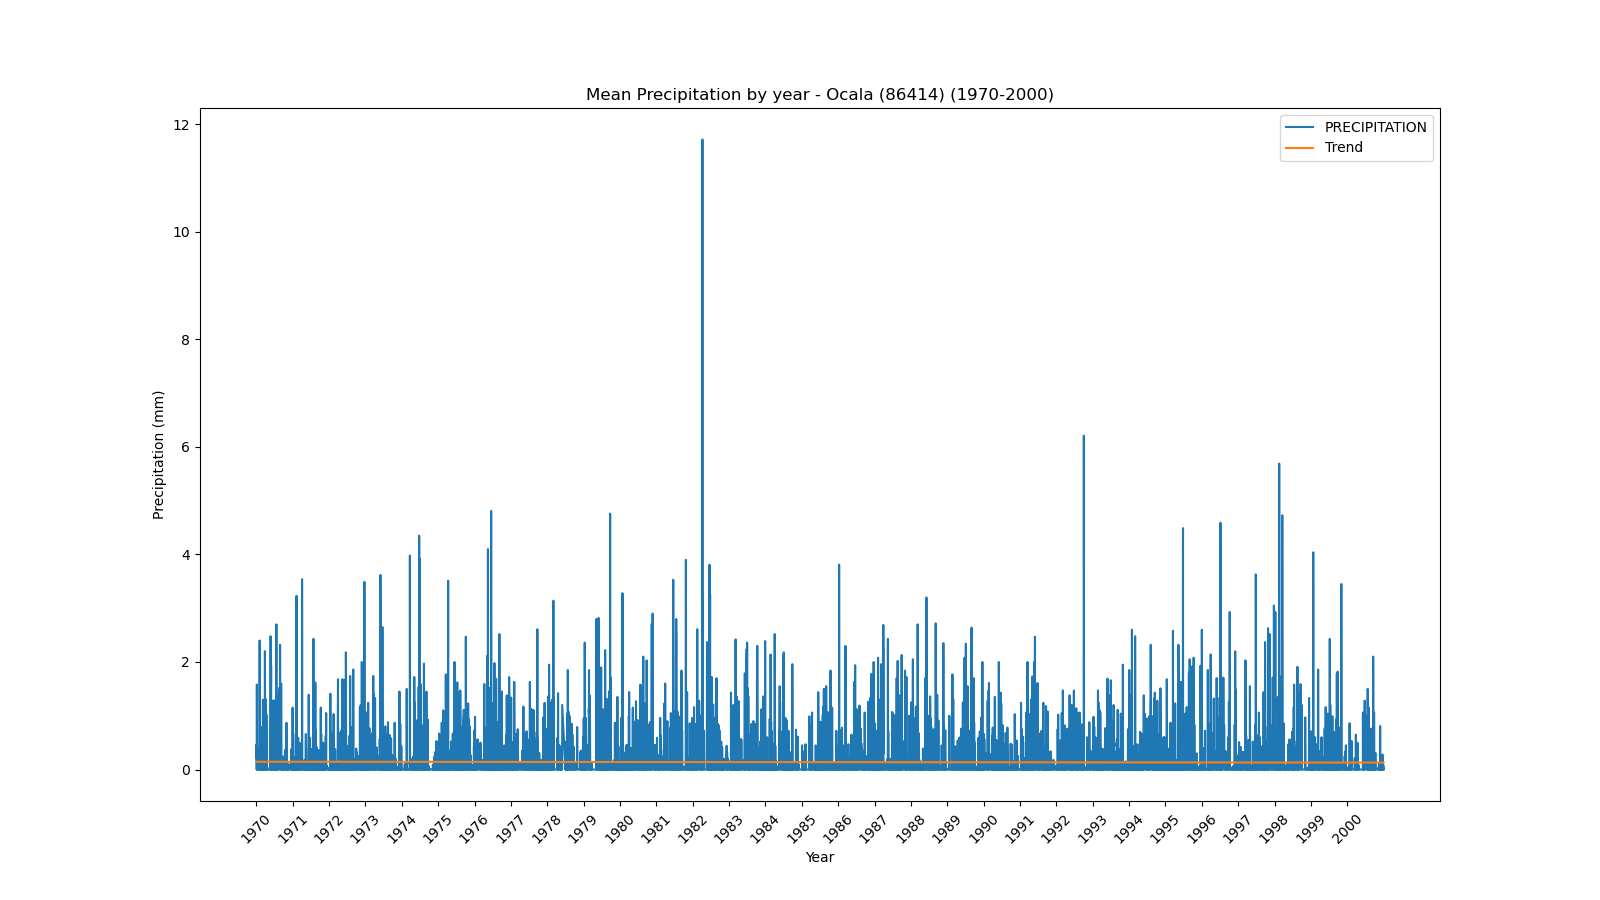 Mean Precipitation by year - Ocala (86414) (1970-2000)
PRECIPITATION
Trend
12
10
8
6
4
2
0
Precipitation (mm)
1970 1971 1972 1973 1974 1975 1976 1977 1978 1979 1980 1981 1982 1983 1984 1985 1986 1987 1988 1989 1990 1991 1992 1993 1994 1995 1996 1997 1998 1999 2000
Year